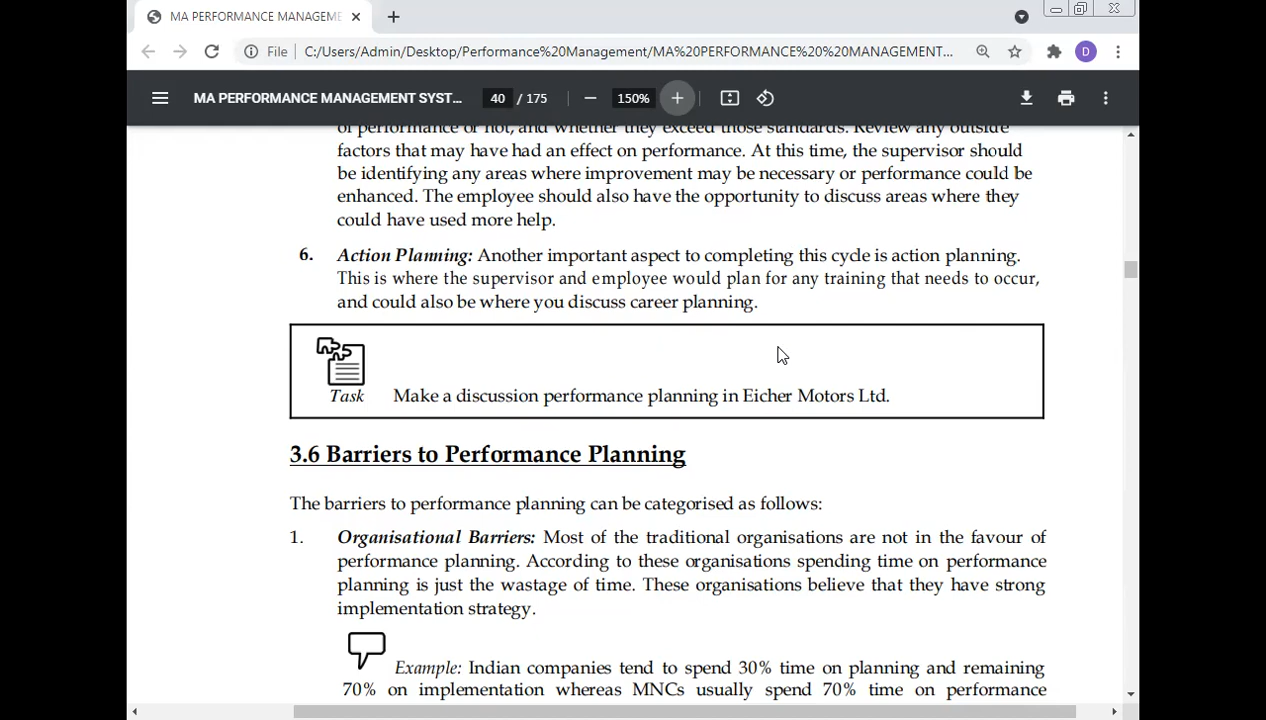 MA PERFORMANCE MANAGEME
File C:/Users/Admin/Desktop/Performance%20Management/MA%20PERFORMANCE%20%20MANAGEMENT... D
MA PERFORMANCE MANAGEMENT SYST... 40 / 175 150%
of performance or not, and whether they exceed those standards. Review any outside
factors that may have had an effect on performance. At this time, the supervisor should
be identifying any areas where improvement may be necessary or performance could be
enhanced. The employee should also have the opportunity to discuss areas where they
could have used more help.
6. Action Planning: Another important aspect to completing this cycle is action planning.
This is where the supervisor and employee would plan for any training that needs to occur,
and could also be where you discuss career planning.
Task Make a discussion performance planning in Eicher Motors Ltd.
3.6 Barriers to Performance Planning
The barriers to performance planning can be categorised as follows:
1. Organisational Barriers: Most of the traditional organisations are not in the favour of
performance planning. According to these organisations spending time on performance
planning is just the wastage of time. These organisations believe that they have strong
implementation strategy.
Example: Indian companies tend to spend 30% time on planning and remaining
70% on implementation whereas MNCs usually spend 70% time on performance